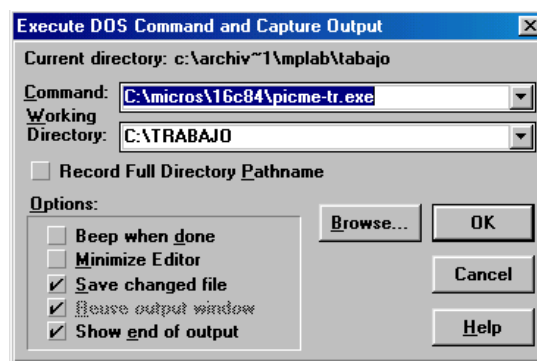 Execute DOS Command and Capture Output
Current directory: c:\archiv~1\mplab\tabajo
Command: C:\micros\16c84\picme-tr.exe
Working
Directory: C:\TRABAJO
Record Full Directory Pathname
Options:
Beep when done
Minimize Editor
Save changed file
Reuse output window
Show end of output
Browse...
OK
Cancel
Help